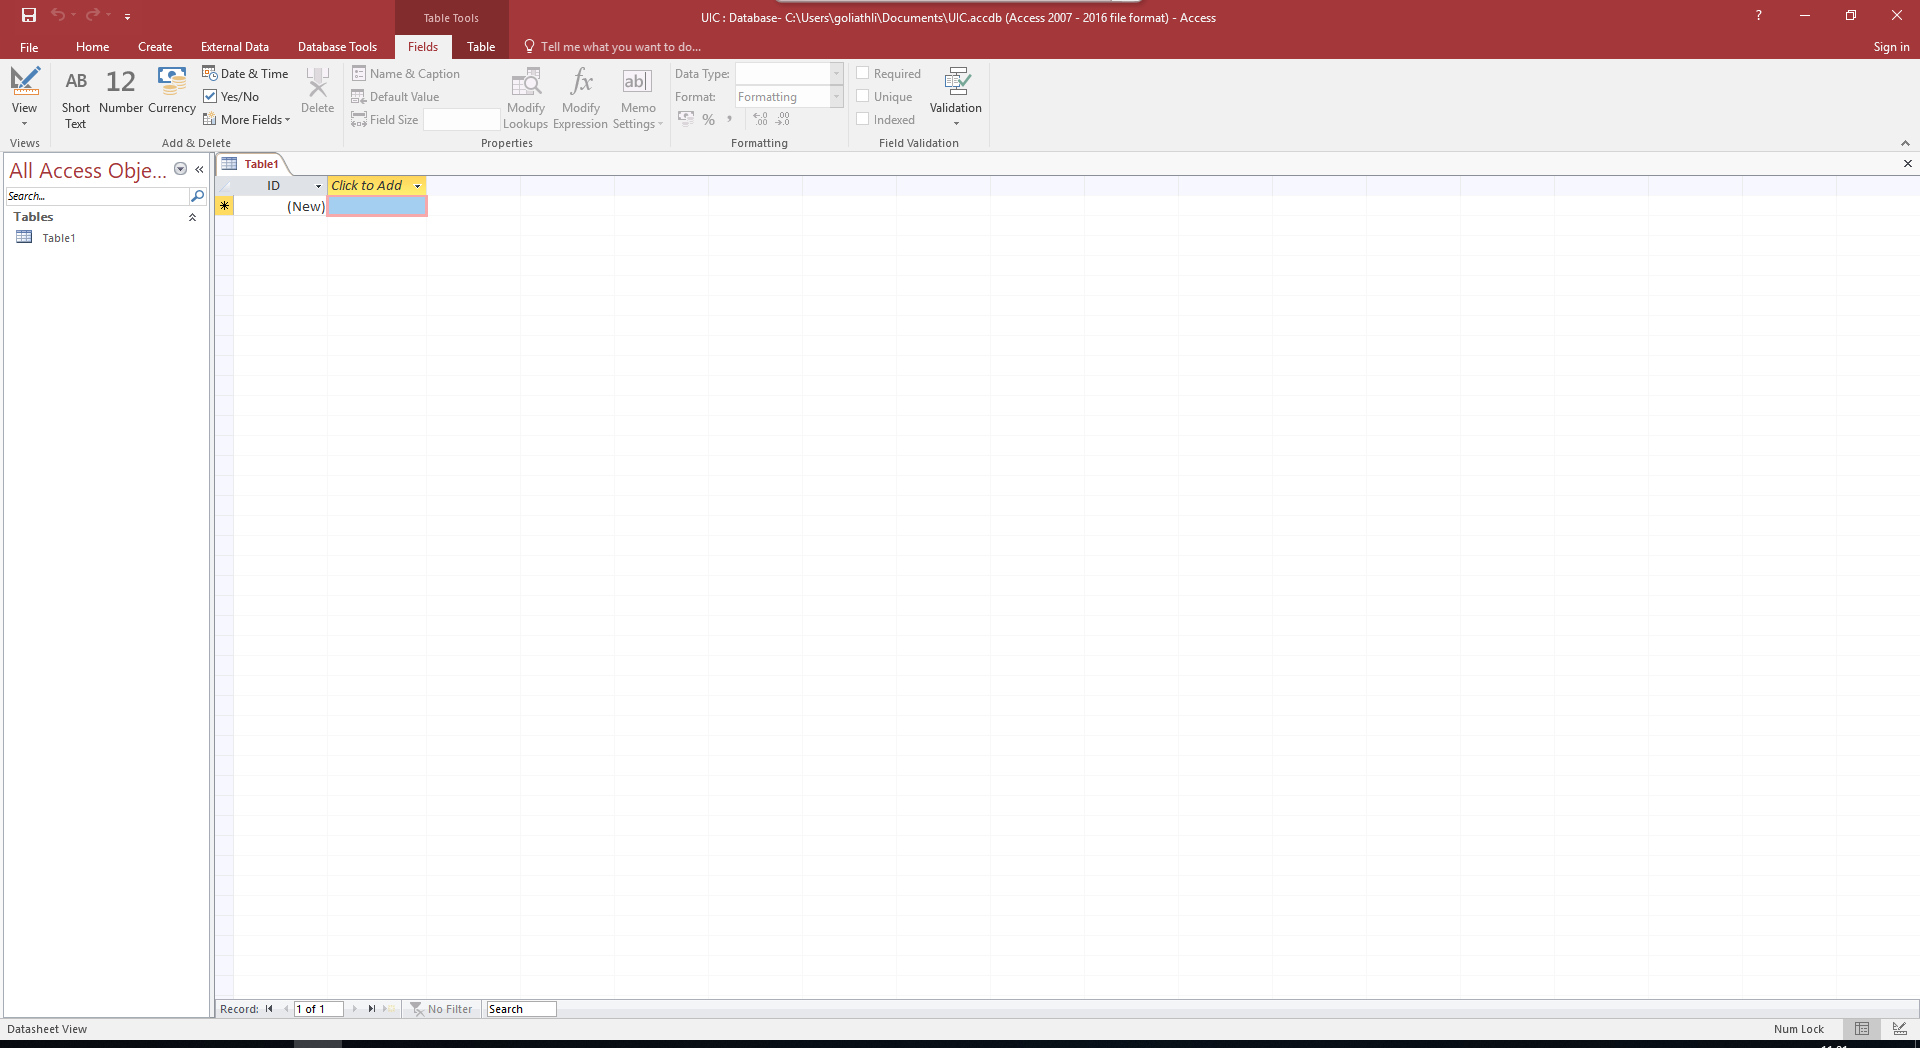 Table Tools
UIC : Database- C:\Users\goliathli\Documents\UIC.accdb (Access 2007 - 2016 file format) - Access
?
File
Home
Create
External Data
Database Tools
Fields
Table
Tell me what you want to do...
Sign in
View
AB
Short
Text
12
Number
Currency
Date & Time
Yes/No
More Fields
Delete
Name & Caption
Default Value
Field Size
Modify
Lookups
fx
Modify
Expression
ab|
Memo
Settings
Data Type:
Format:
Formatting
%
Required
Unique
Indexed
Validation
Views
Add & Delete
Properties
Formatting
Field Validation
All Access Obje...
Search...
Tables
Table1
Table1
ID
Click to Add
(New)
Record:
1 of 1
No Filter
Search
Datasheet View
Num Lock